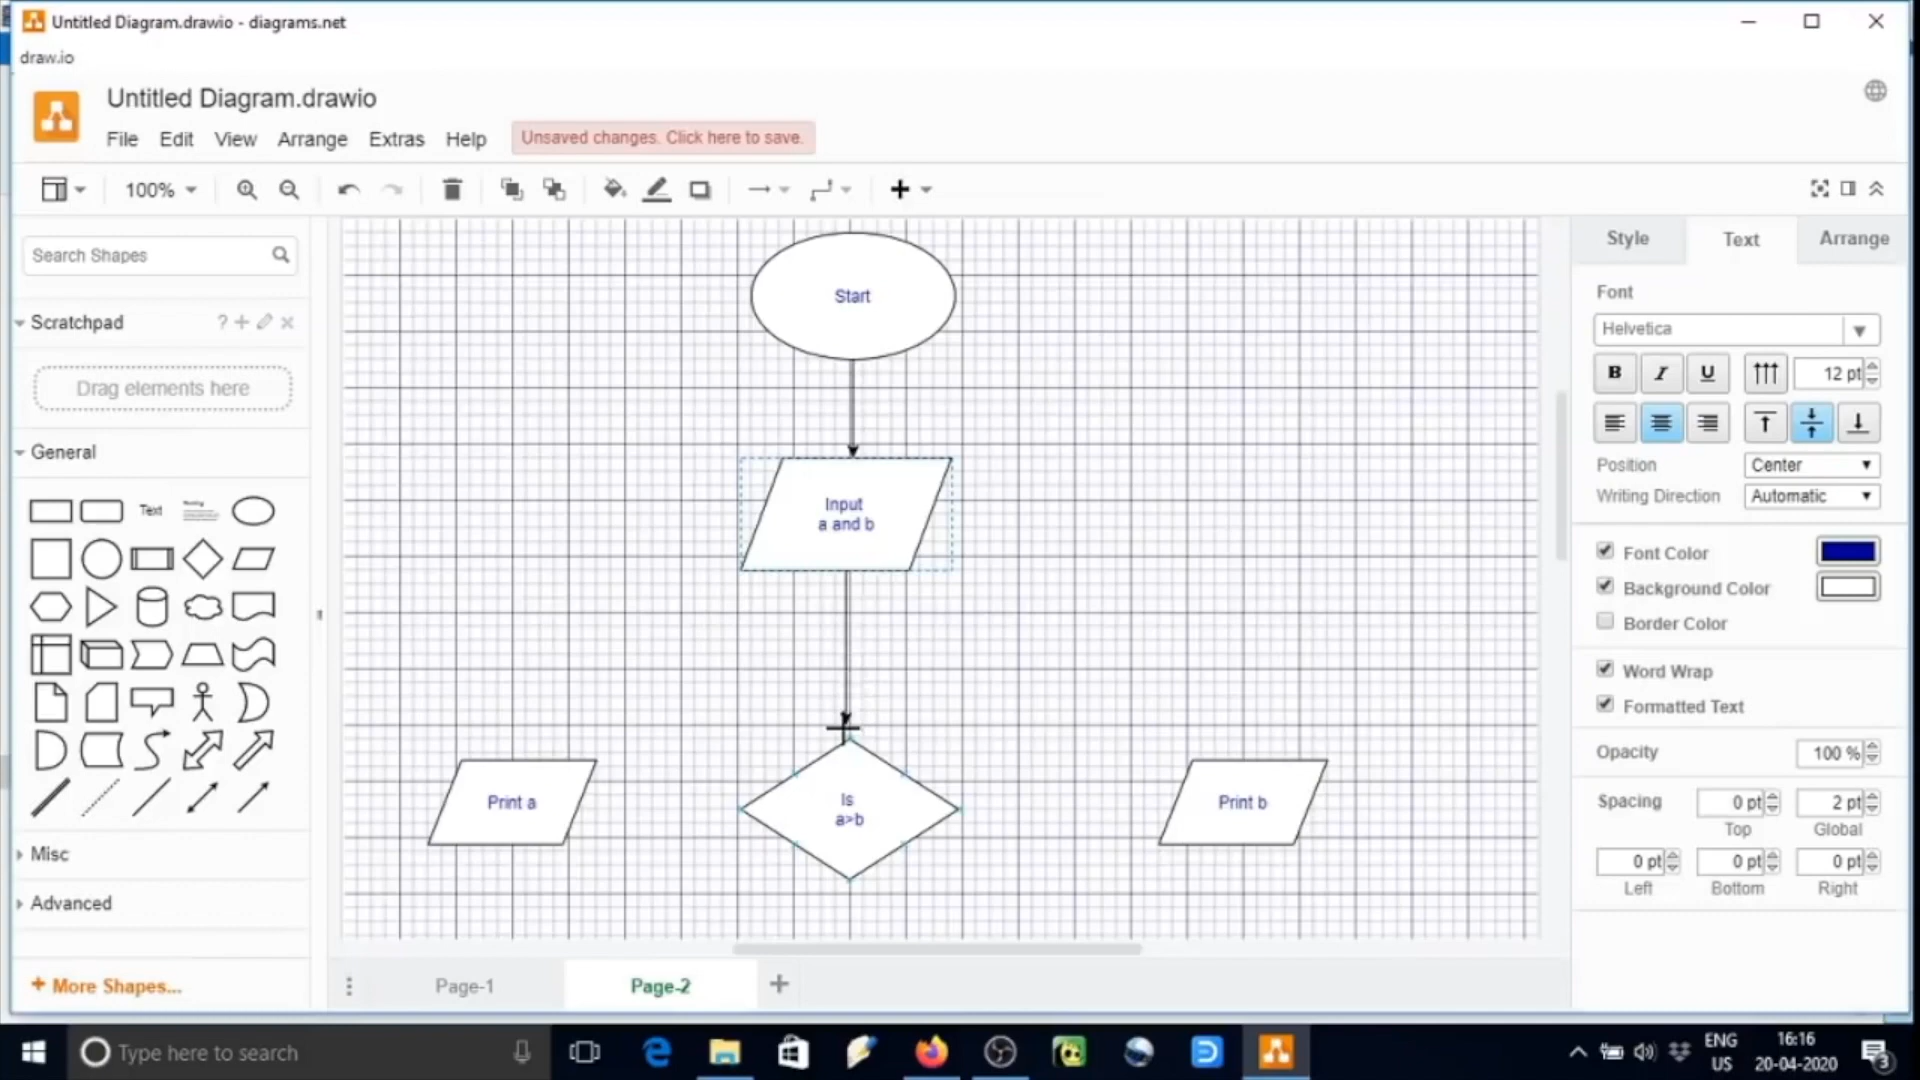 Untitled Diagram.drawio - diagrams.net
draw.io
Untitled Diagram.drawio
File Edit View Arrange Extras Help Unsaved changes. Click here to save.
100%
Search Shapes
Scratchpad ?
Drag elements here
General
Text
Misc
Advanced
+ More Shapes...
Start
Input
a and b
Print a
Is
a>b
Print b
Page-1 Page-2
Style Text Arrange
Font
Helvetica
B I U 12 pt
Position Center
Writing Direction Automatic
Font Color
Background Color
Border Color
Word Wrap
Formatted Text
Opacity 100 %
Spacing 0 pt 2 pt
Top Global
0 pt 0 pt 0 pt
Left Bottom Right
Type here to search
ENG
US
16:16
20-04-2020
3